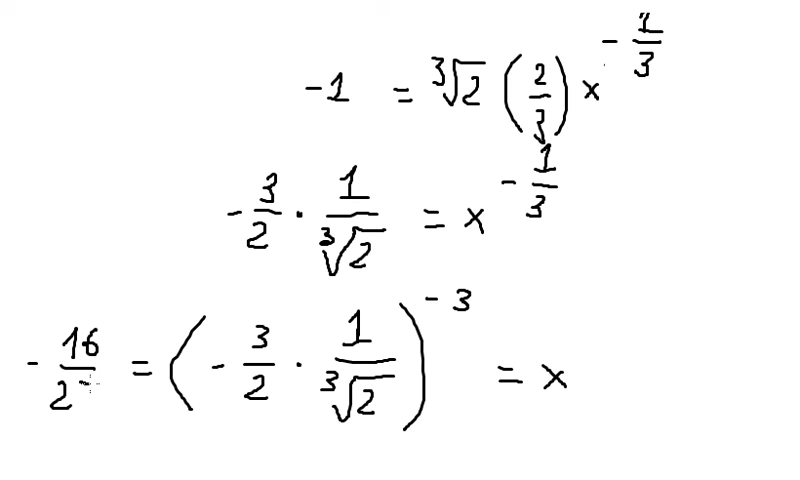 -1 = ∛2 (2/3) x^(-1/3)
-3/2 · 1/∛2 = x^(-1/3)
-16/2 = (-3/2 · 1/∛2)^(-3) = x